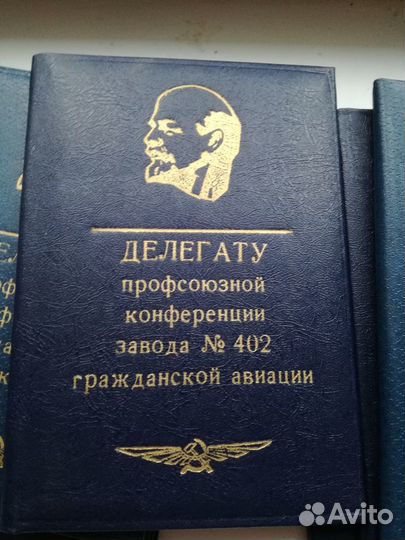 ДЕЛЕГАТУ
профсоюзной
конференции
завода № 402
гражданской авиации
Avito